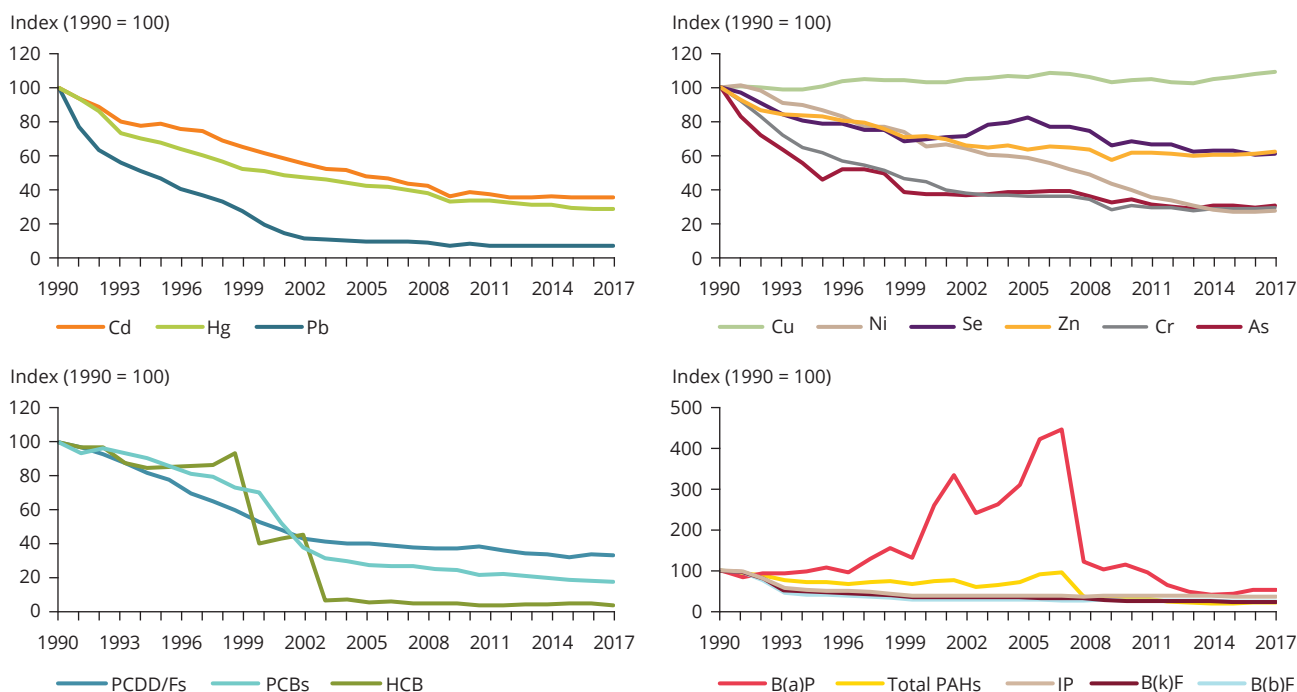 Index (1990 = 100)
120
100
80
60
40
20
0
1990 1993 1996 1999 2002 2005 2008 2011 2014 2017
Cd Hg Pb
Index (1990 = 100)
120
100
80
60
40
20
0
1990 1993 1996 1999 2002 2005 2008 2011 2014 2017
Cu Ni Se Zn Cr As
Index (1990 = 100)
120
100
80
60
40
20
0
1990 1993 1996 1999 2002 2005 2008 2011 2014 2017
PCDD/Fs PCBs HCB
Index (1990 = 100)
500
400
300
200
100
0
1990 1993 1996 1999 2002 2005 2008 2011 2014 2017
B(a)P Total PAHs IP B(k)F B(b)F